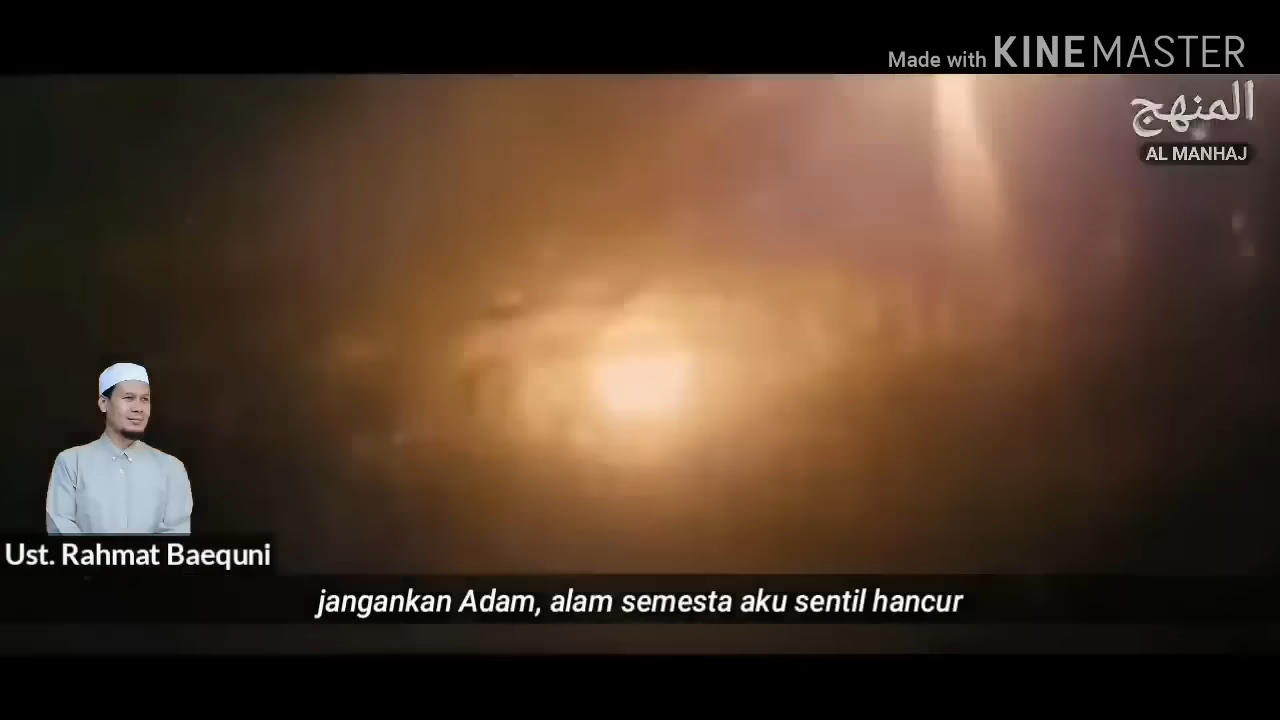 Made with KINEMASTER
المنهج
AL MANHAJ
Ust. Rahmat Baequni
jangankan Adam, alam semesta aku sentil hancur